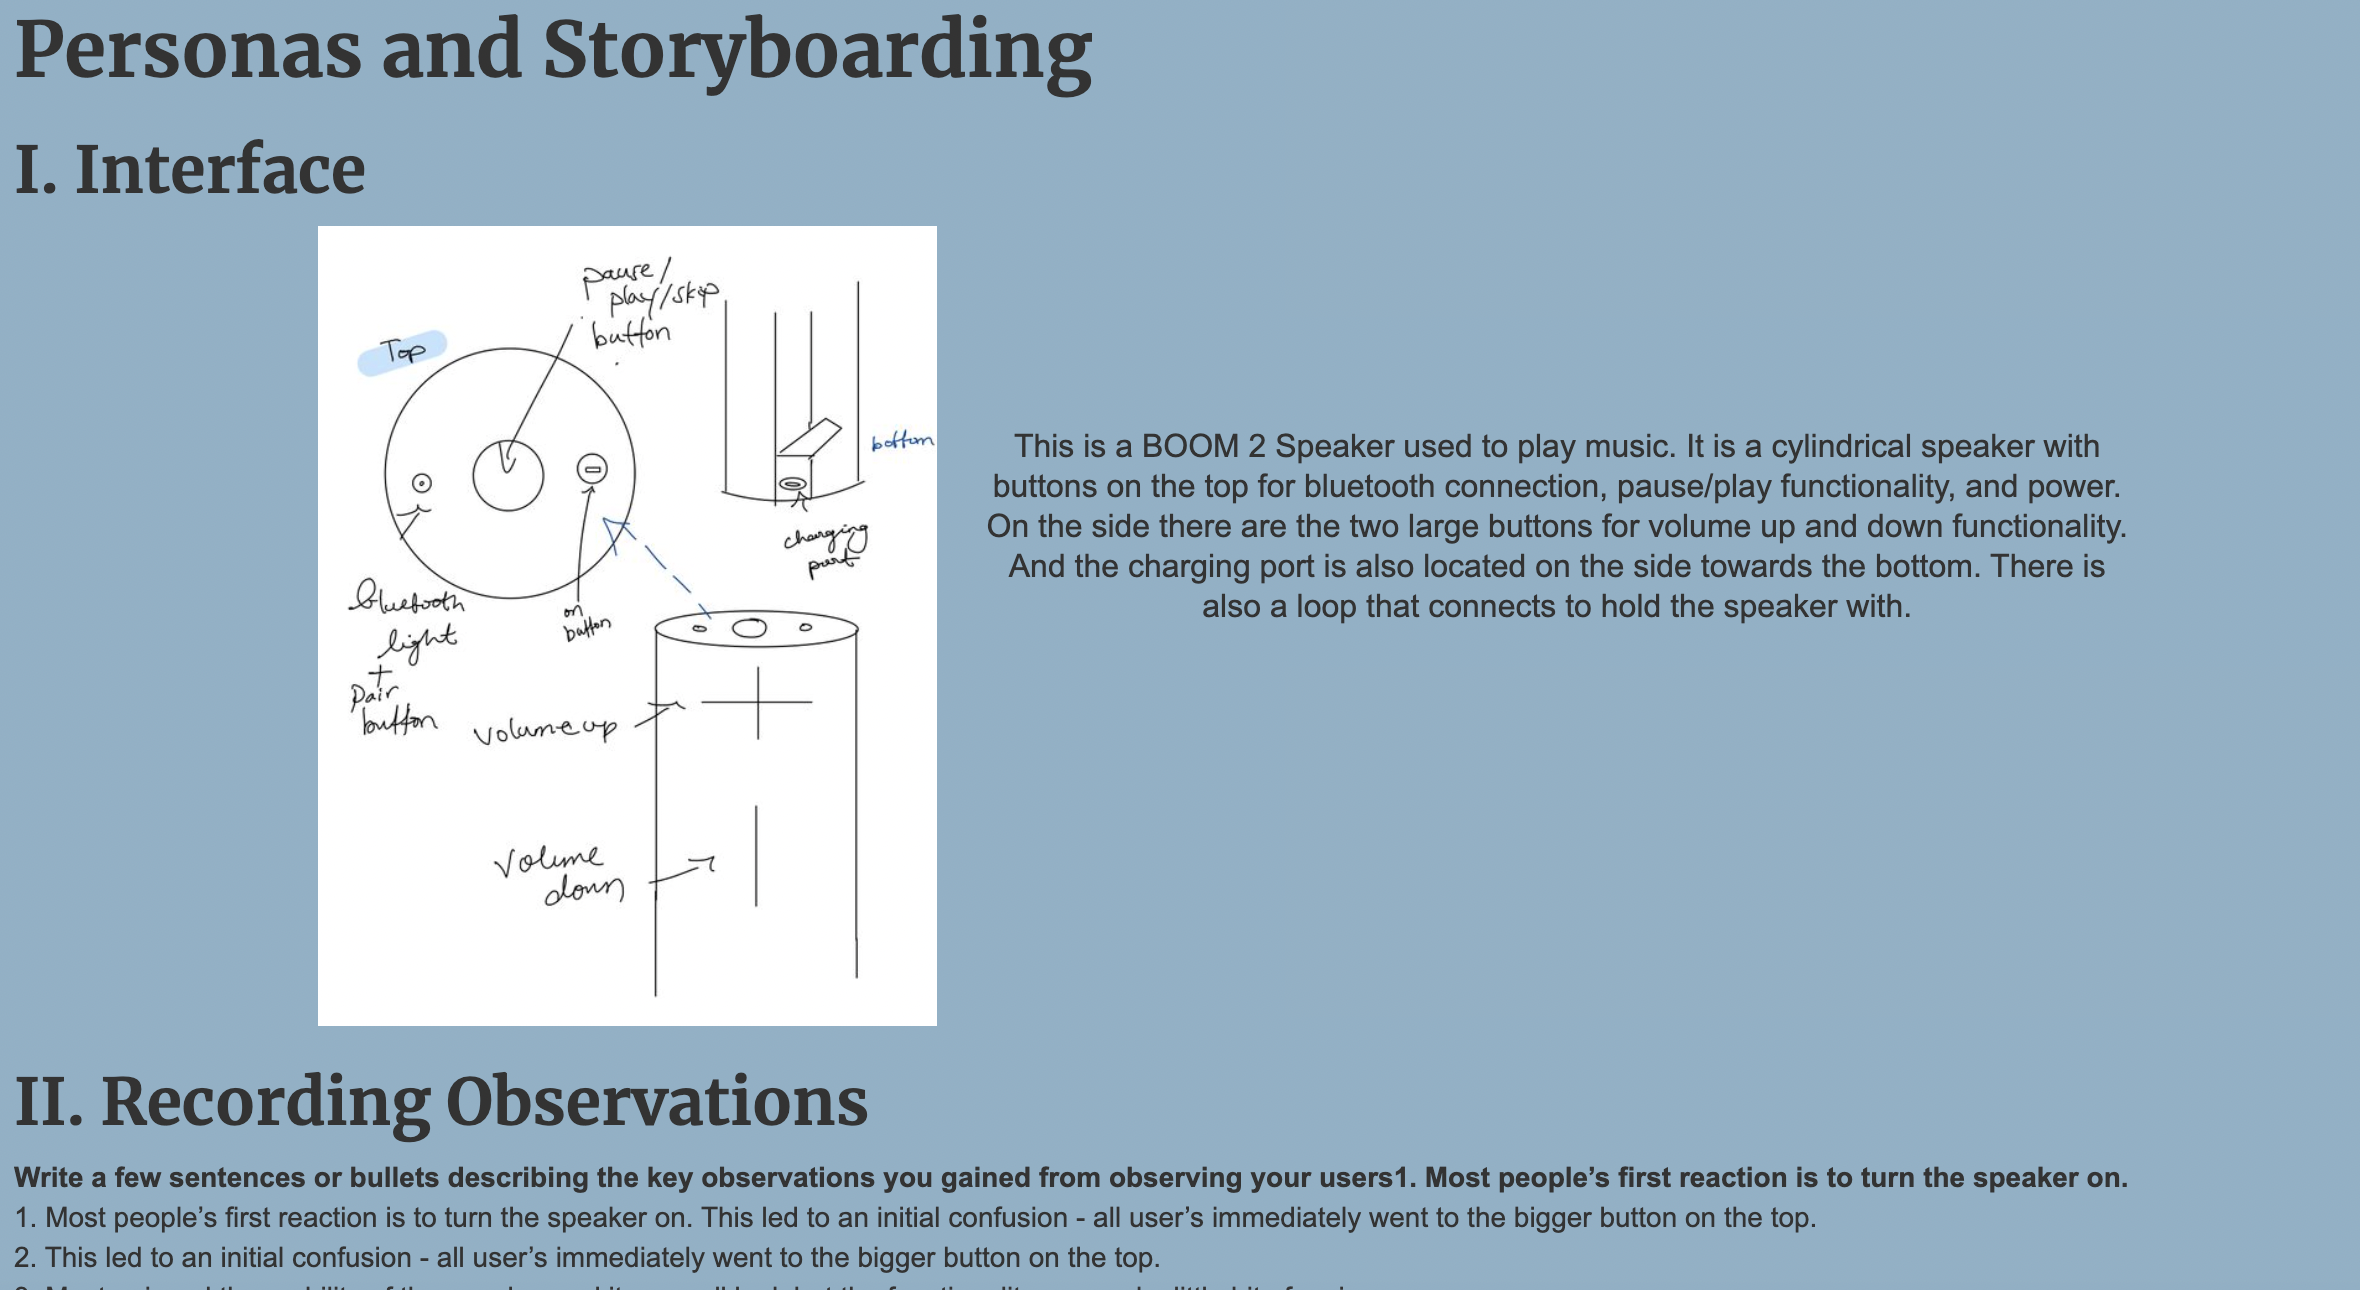 Personas and Storyboarding
I. Interface
pause/
play/skip
button
Top
bottom
charging
port
bluetooth
light
+
pair
button
on
button
volume up
volume
down
This is a BOOM 2 Speaker used to play music. It is a cylindrical speaker with
buttons on the top for bluetooth connection, pause/play functionality, and power.
On the side there are the two large buttons for volume up and down functionality.
And the charging port is also located on the side towards the bottom. There is
also a loop that connects to hold the speaker with.
II. Recording Observations
Write a few sentences or bullets describing the key observations you gained from observing your users1. Most people’s first reaction is to turn the speaker on.
1. Most people’s first reaction is to turn the speaker on. This led to an initial confusion - all user’s immediately went to the bigger button on the top.
2. This led to an initial confusion - all user’s immediately went to the bigger button on the top.